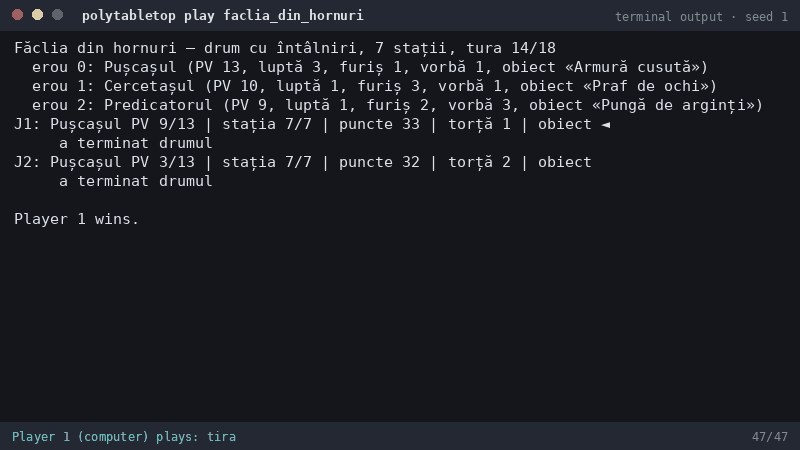 polytabletop play faclia_din_hornuri
terminal output · seed 1
Făclia din hornuri — drum cu întâlniri, 7 stații, tura 14/18
erou 0: Pușcașul (PV 13, luptă 3, furiș 1, vorbă 1, obiect «Armură cusută»)
erou 1: Cercetașul (PV 10, luptă 1, furiș 3, vorbă 1, obiect «Praf de ochi»)
erou 2: Predicatorul (PV 9, luptă 1, furiș 2, vorbă 3, obiect «Pungă de arginți»)
J1: Pușcașul PV 9/13 | stația 7/7 | puncte 33 | torță 1 | obiect ◄
a terminat drumul
J2: Pușcașul PV 3/13 | stația 7/7 | puncte 32 | torță 2 | obiect
a terminat drumul
Player 1 wins.
Player 1 (computer) plays: tira
47/47